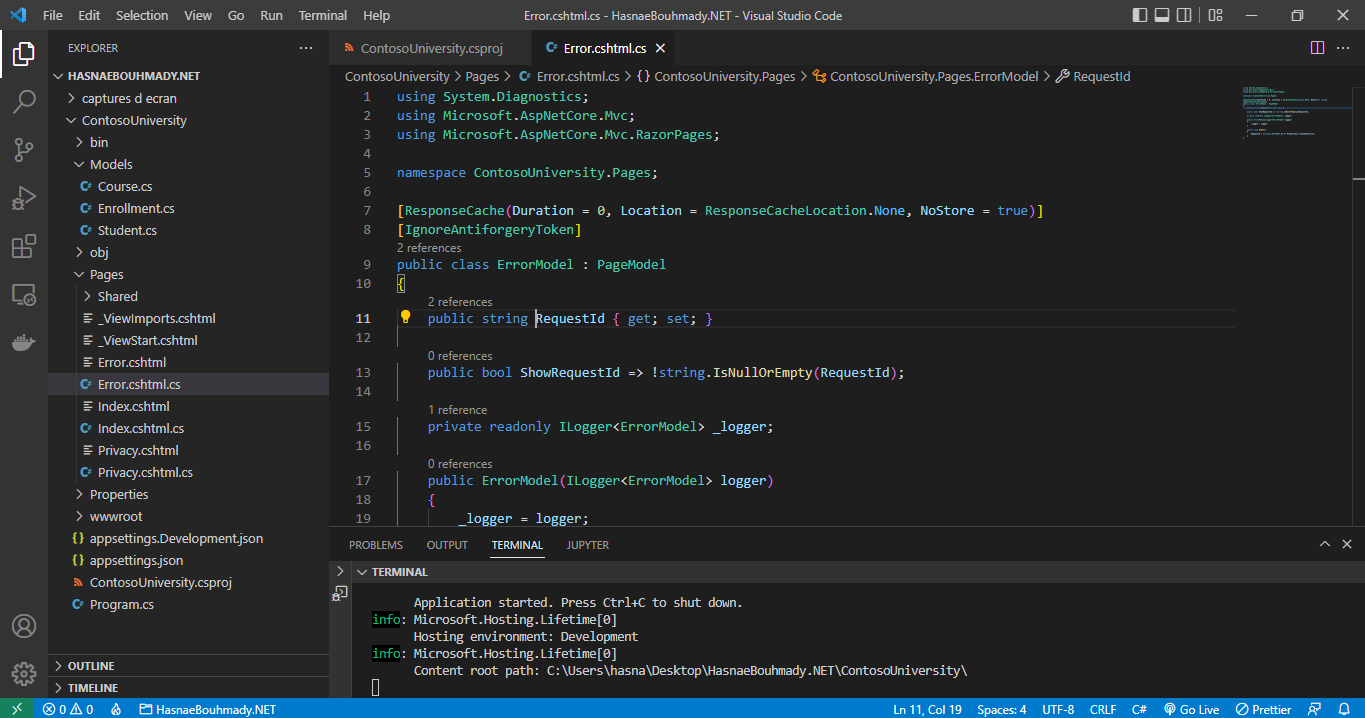 File Edit Selection View Go Run Terminal Help Error.cshtml.cs - HasnaeBouhmady.NET - Visual Studio Code
EXPLORER
HASNAEBOUHMADY.NET
captures d ecran
ContosoUniversity
bin
Models
C# Course.cs
C# Enrollment.cs
C# Student.cs
obj
Pages
Shared
_ViewImports.cshtml
_ViewStart.cshtml
Error.cshtml
C# Error.cshtml.cs
Index.cshtml
C# Index.cshtml.cs
Privacy.cshtml
C# Privacy.cshtml.cs
Properties
wwwroot
{} appsettings.Development.json
{} appsettings.json
ContosoUniversity.csproj
C# Program.cs
OUTLINE
TIMELINE
ContosoUniversity.csproj C# Error.cshtml.cs
ContosoUniversity > Pages > C# Error.cshtml.cs > {} ContosoUniversity.Pages > ContosoUniversity.Pages.ErrorModel > RequestId
1 using System.Diagnostics;
2 using Microsoft.AspNetCore.Mvc;
3 using Microsoft.AspNetCore.Mvc.RazorPages;
4
5 namespace ContosoUniversity.Pages;
6
7 [ResponseCache(Duration = 0, Location = ResponseCacheLocation.None, NoStore = true)]
8 [IgnoreAntiforgeryToken]
2 references
9 public class ErrorModel : PageModel
10 {
2 references
11 public string RequestId { get; set; }
12
0 references
13 public bool ShowRequestId => !string.IsNullOrEmpty(RequestId);
14
1 reference
15 private readonly ILogger<ErrorModel> _logger;
16
0 references
17 public ErrorModel(ILogger<ErrorModel> logger)
18 {
19 _logger = logger;
PROBLEMS OUTPUT TERMINAL JUPYTER
TERMINAL
Application started. Press Ctrl+C to shut down.
info: Microsoft.Hosting.Lifetime[0]
Hosting environment: Development
info: Microsoft.Hosting.Lifetime[0]
Content root path: C:\Users\hasna\Desktop\HasnaeBouhmady.NET\ContosoUniversity\
0 0 HasnaeBouhmady.NET Ln 11, Col 19 Spaces: 4 UTF-8 CRLF C# Go Live Prettier